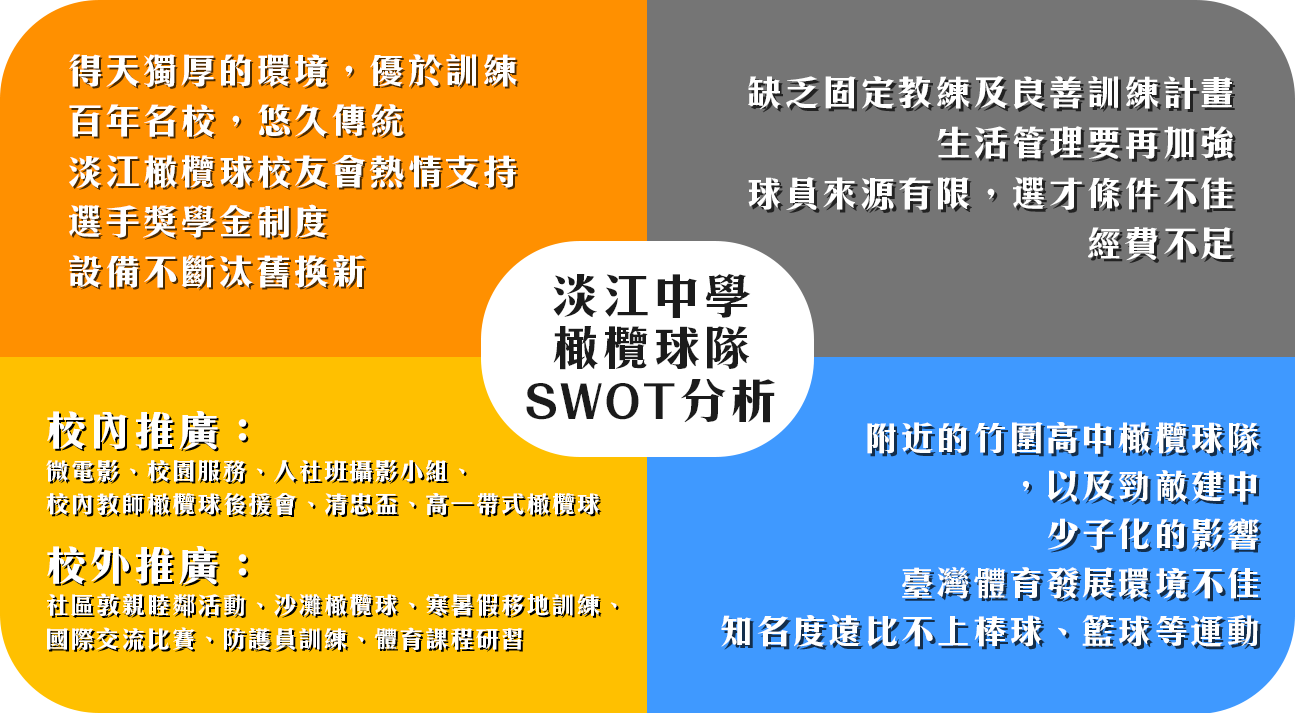 得天獨厚的環境，優於訓練
百年名校，悠久傳統
淡江橄欖球校友會熱情支持
選手獎學金制度
設備不斷汰舊換新
缺乏固定教練及良善訓練計畫
生活管理要再加強
球員來源有限，選才條件不佳
經費不足
淡江中學
橄欖球隊
SWOT分析
校內推廣：
微電影、校園服務、人社班攝影小組、
校內教師橄欖球後援會、清忠盃、高一帶式橄欖球
校外推廣：
社區敦親睦鄰活動、沙灘橄欖球、寒暑假移地訓練、
國際交流比賽、防護員訓練、體育課程研習
附近的竹圍高中橄欖球隊
，以及勁敵建中
少子化的影響
臺灣體育發展環境不佳
知名度遠比不上棒球、籃球等運動